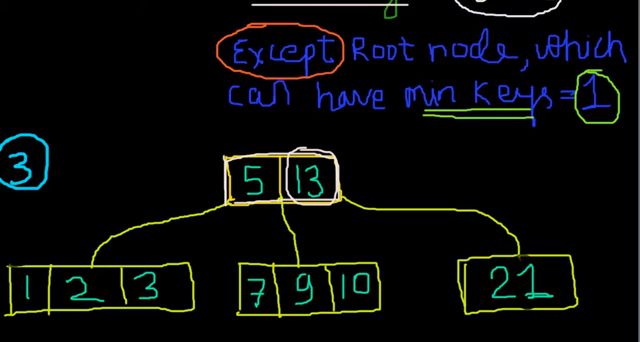 Except Root node, which
can have min keys = 1
3
5 13
1 2 3 7 9 10 21